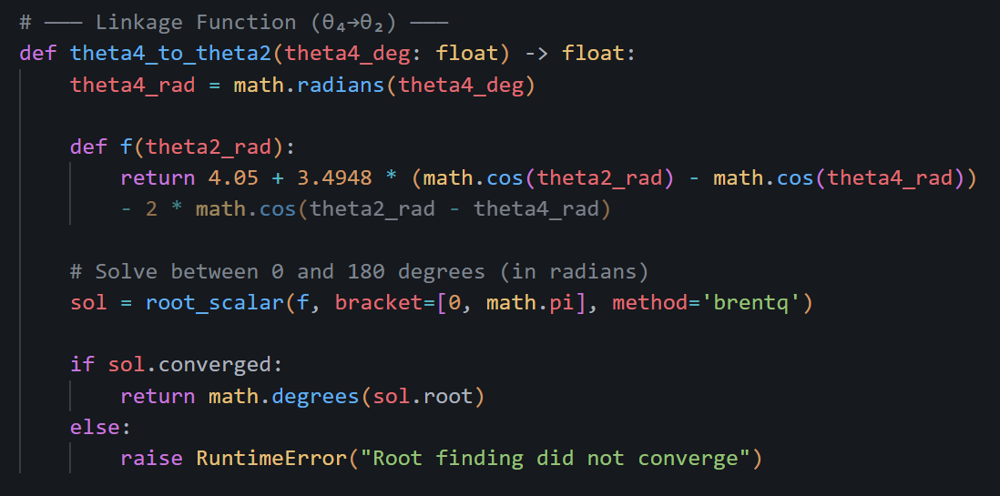 # ─── Linkage Function (θ₄→θ₂) ───
def theta4_to_theta2(theta4_deg: float) -> float:
    theta4_rad = math.radians(theta4_deg)
    def f(theta2_rad):
        return 4.05 + 3.4948 * (math.cos(theta2_rad) - math.cos(theta4_rad))
        - 2 * math.cos(theta2_rad - theta4_rad)
    # Solve between 0 and 180 degrees (in radians)
    sol = root_scalar(f, bracket=[0, math.pi], method='brentq')
    if sol.converged:
        return math.degrees(sol.root)
    else:
        raise RuntimeError("Root finding did not converge")